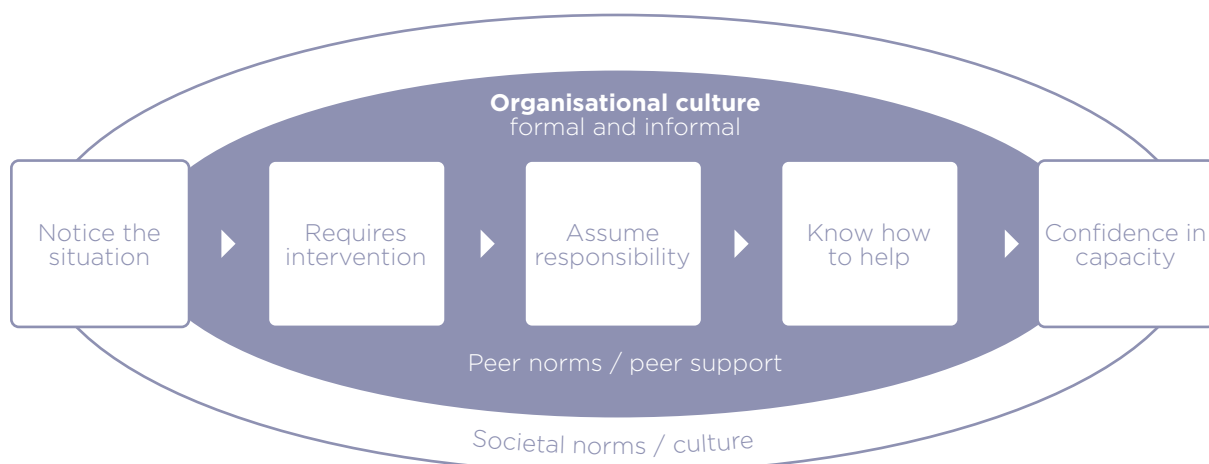 Organisational culture
formal and informal
Notice the
situation
Requires
intervention
Assume
responsibility
Know how
to help
Confidence in
capacity
Peer norms / peer support
Societal norms / culture